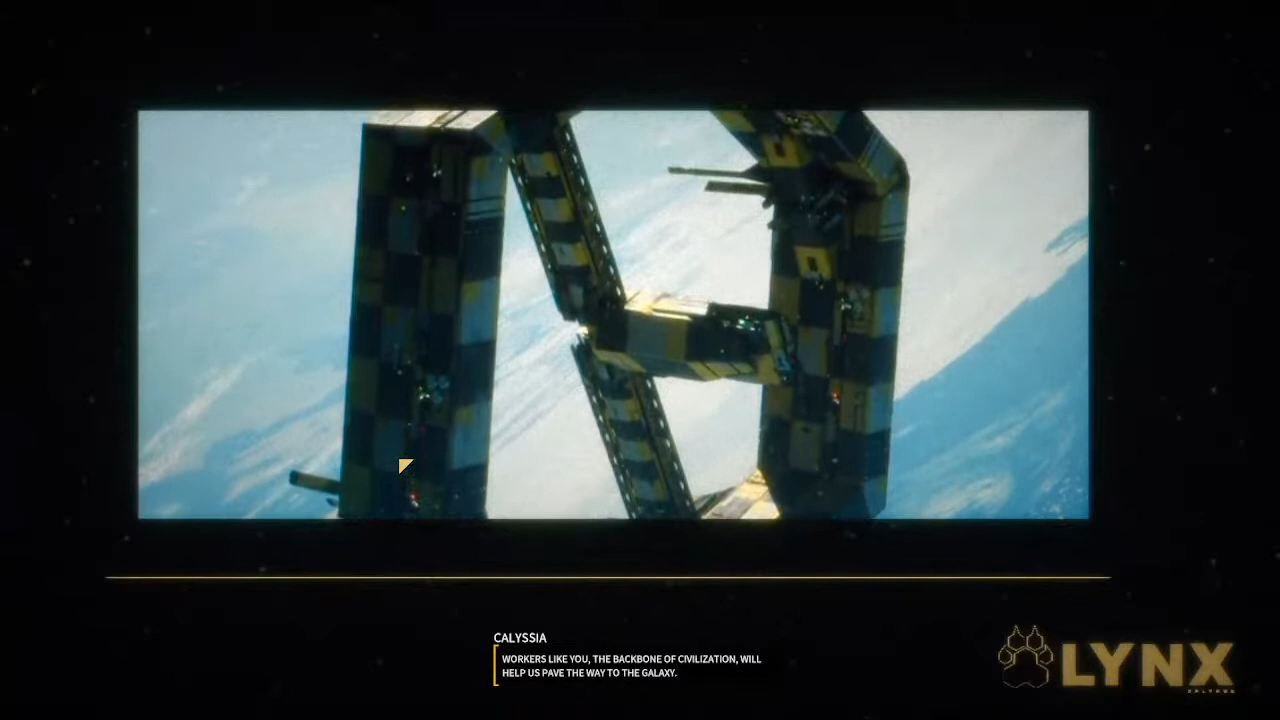 CALYSSIA
WORKERS LIKE YOU, THE BACKBONE OF CIVILIZATION, WILL
HELP US PAVE THE WAY TO THE GALAXY.
LYNX